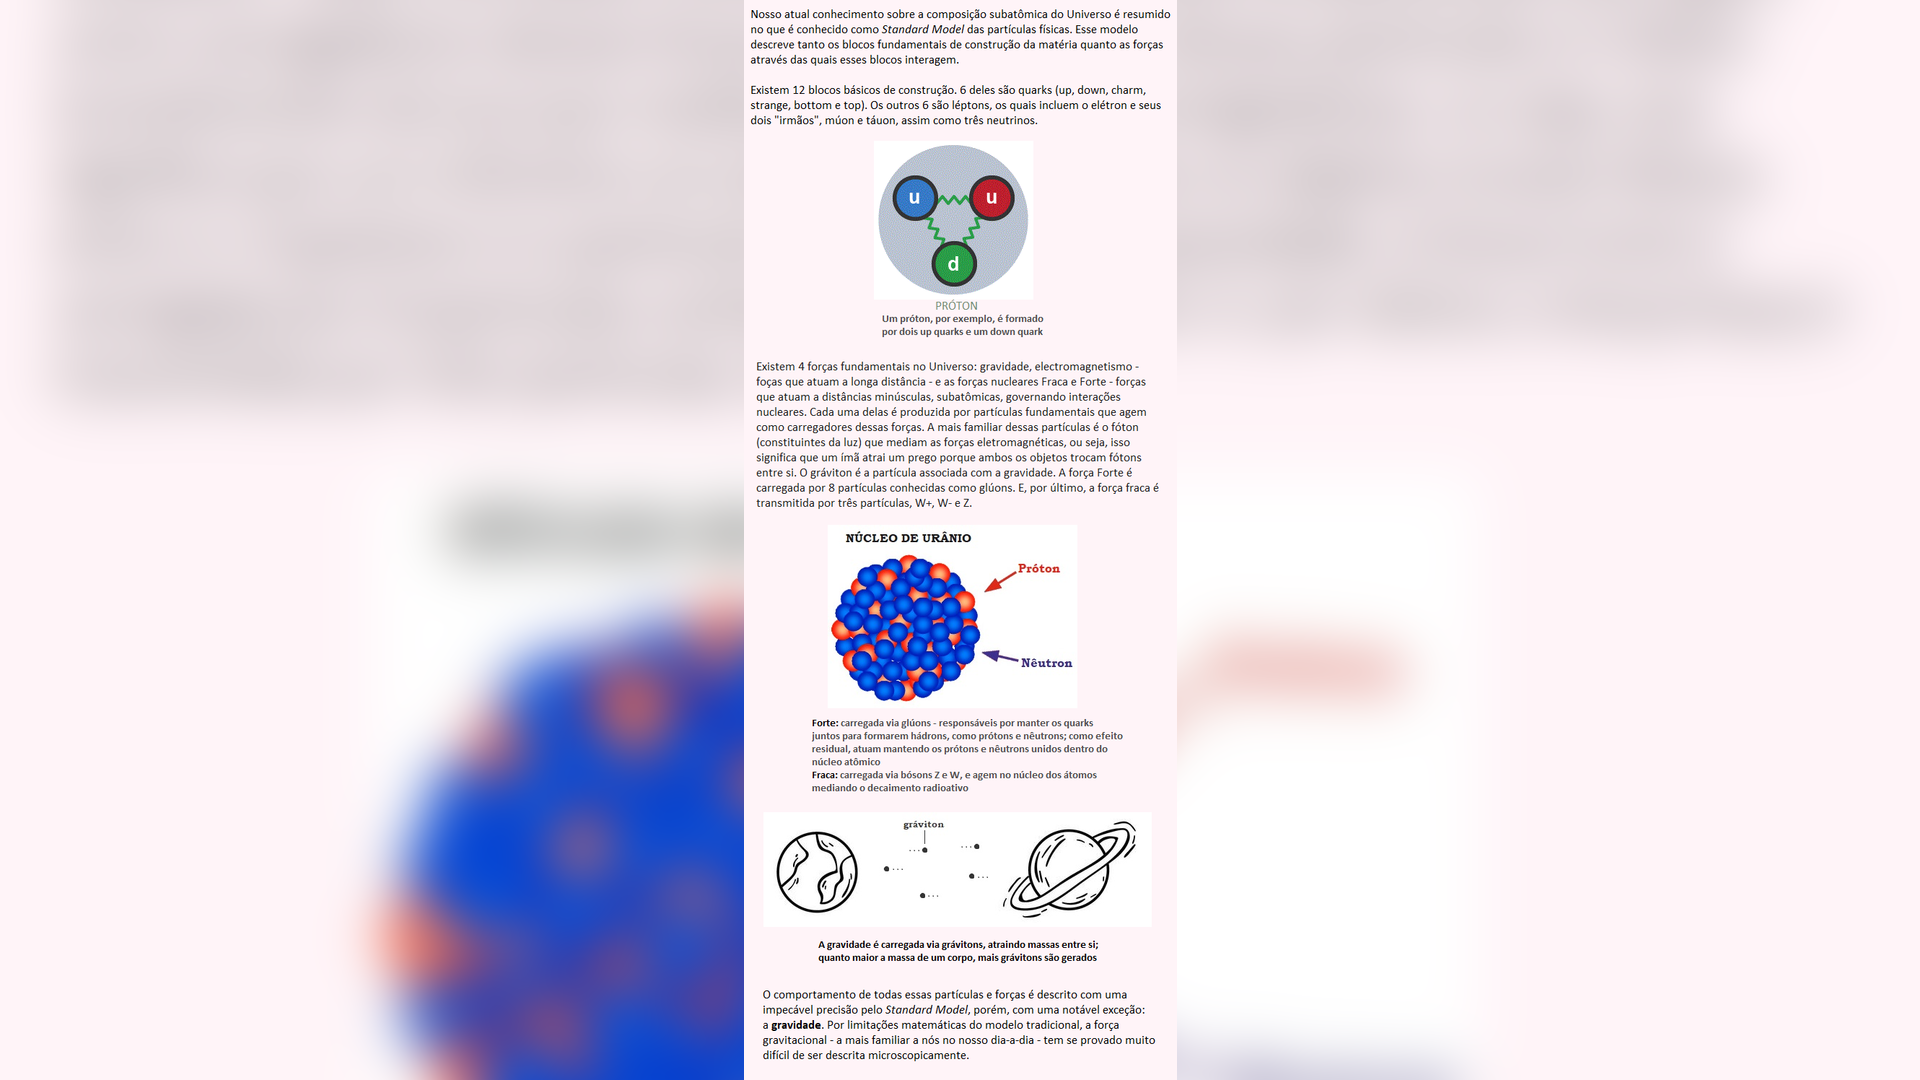 Nosso atual conhecimento sobre a composição subatômica do Universo é resumido
no que é conhecido como Standard Model das partículas físicas. Esse modelo
descreve tanto os blocos fundamentais de construção da matéria quanto as forças
através das quais esses blocos interagem.
Existem 12 blocos básicos de construção. 6 deles são quarks (up, down, charm,
strange, bottom e top). Os outros 6 são léptons, os quais incluem o elétron e seus
dois "irmãos", múon e táuon, assim como três neutrinos.
u u
d
PRÓTON
Um próton, por exemplo, é formado
por dois up quarks e um down quark
Existem 4 forças fundamentais no Universo: gravidade, electromagnetismo -
foças que atuam a longa distância - e as forças nucleares Fraca e Forte - forças
que atuam a distâncias minúsculas, subatômicas, governando interações
nucleares. Cada uma delas é produzida por partículas fundamentais que agem
como carregadores dessas forças. A mais familiar dessas partículas é o fóton
(constituintes da luz) que mediam as forças eletromagnéticas, ou seja, isso
significa que um ímã atrai um prego porque ambos os objetos trocam fótons
entre si. O gráviton é a partícula associada com a gravidade. A força Forte é
carregada por 8 partículas conhecidas como glúons. E, por último, a força fraca é
transmitida por três partículas, W+, W- e Z.
NÚCLEO DE URÂNIO
Próton
Nêutron
Forte: carregada via glúons - responsáveis por manter os quarks
juntos para formarem hádrons, como prótons e nêutrons; como efeito
residual, atuam mantendo os prótons e nêutrons unidos dentro do
núcleo atômico
Fraca: carregada via bósons Z e W, e agem no núcleo dos átomos
mediando o decaimento radioativo
gráviton
A gravidade é carregada via grávitons, atraindo massas entre si;
quanto maior a massa de um corpo, mais grávitons são gerados
O comportamento de todas essas partículas e forças é descrito com uma
impecável precisão pelo Standard Model, porém, com uma notável exceção:
a gravidade. Por limitações matemáticas do modelo tradicional, a força
gravitacional - a mais familiar a nós no nosso dia-a-dia - tem se provado muito
difícil de ser descrita microscopicamente.